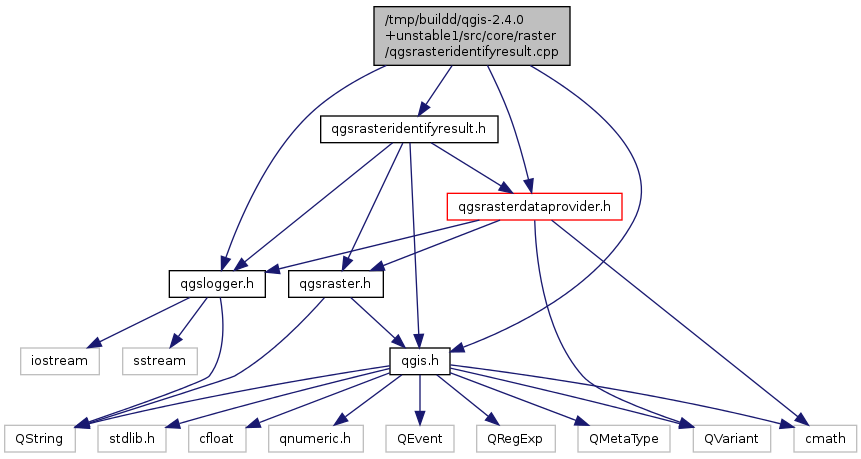 /tmp/buildd/qgis-2.4.0
+unstable1/src/core/raster
/qgsrasteridentifyresult.cpp
qgsrasteridentifyresult.h
qgsrasterdataprovider.h
qgslogger.h
qgsraster.h
iostream
sstream
qgis.h
QString
stdlib.h
cfloat
qnumeric.h
QEvent
QRegExp
QMetaType
QVariant
cmath